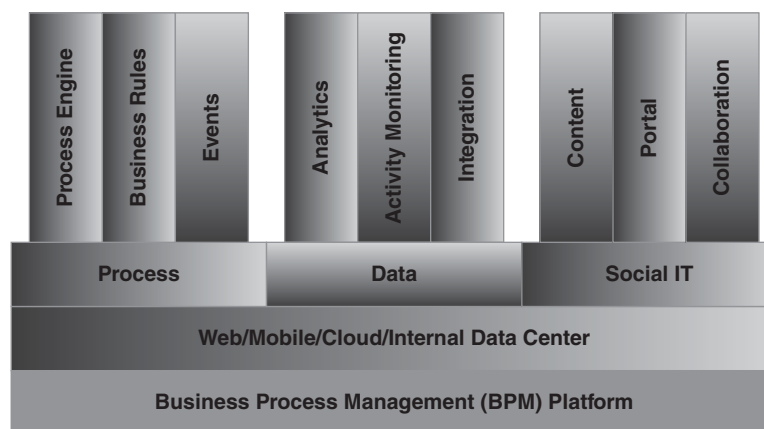 Process Engine
Business Rules
Events
Analytics
Activity Monitoring
Integration
Content
Portal
Collaboration
Process
Data
Social IT
Web/Mobile/Cloud/Internal Data Center
Business Process Management (BPM) Platform